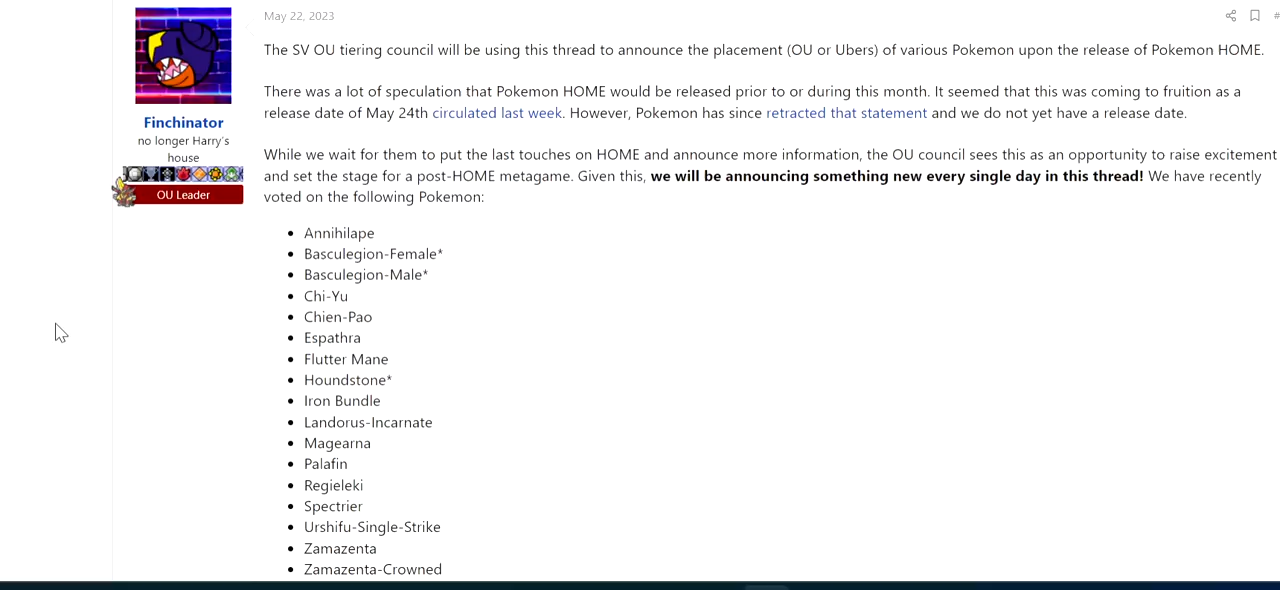 May 22, 2023
#
The SV OU tiering council will be using this thread to announce the placement (OU or Ubers) of various Pokemon upon the release of Pokemon HOME.
Finchinator
no longer Harry's
house
OU Leader
There was a lot of speculation that Pokemon HOME would be released prior to or during this month. It seemed that this was coming to fruition as a
release date of May 24th circulated last week. However, Pokemon has since retracted that statement and we do not yet have a release date.
While we wait for them to put the last touches on HOME and announce more information, the OU council sees this as an opportunity to raise excitement
and set the stage for a post-HOME metagame. Given this, we will be announcing something new every single day in this thread! We have recently
voted on the following Pokemon:
• Annihilape
• Basculegion-Female*
• Basculegion-Male*
• Chi-Yu
• Chien-Pao
• Espathra
• Flutter Mane
• Houndstone*
• Iron Bundle
• Landorus-Incarnate
• Magearna
• Palafin
• Regieleki
• Spectrier
• Urshifu-Single-Strike
• Zamazenta
• Zamazenta-Crowned